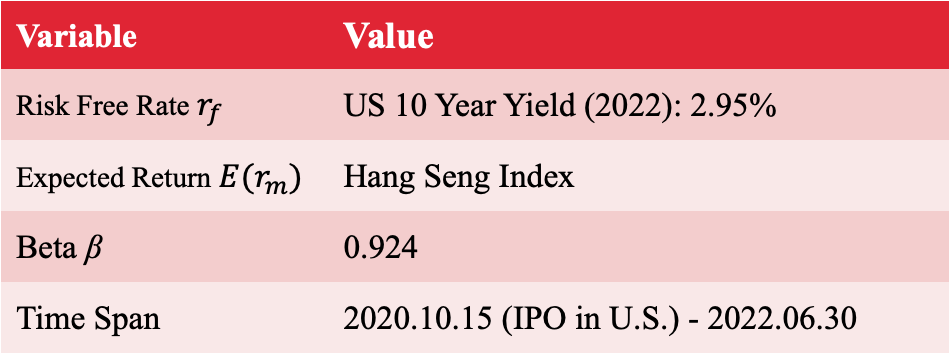 Variable Value
Risk Free Rate r_f US 10 Year Yield (2022): 2.95%
Expected Return E(r_m) Hang Seng Index
Beta β 0.924
Time Span 2020.10.15 (IPO in U.S.) - 2022.06.30